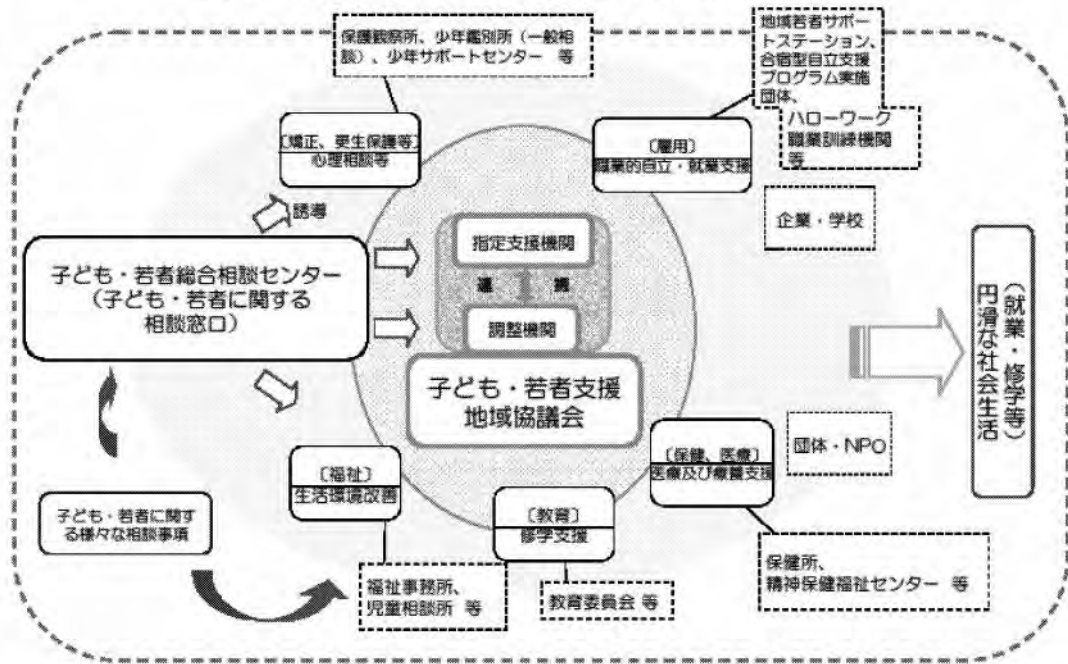 保護観察所、少年鑑別所（一般相
談）、少年サポートセンター 等
地域若者サポー
トステーション、
合宿型自立支援
プログラム実施
団体、
ハローワーク
職業訓練機関
等
〔矯正、更生保護等〕
心理相談等
〔雇用〕
職業的自立・就業支援
誘導
企業・学校
指定支援機関
連 携
調整機関
子ども・若者総合相談センター
（子ども・若者に関する
相談窓口）
子ども・若者支援
地域協議会
円滑な社会生活
（就業・修学等）
団体・NPO
〔保健、医療〕
医療及び療養支援
〔福祉〕
生活環境改善
〔教育〕
修学支援
子ども・若者に関す
る様々な相談事項
福祉事務所、
児童相談所 等
教育委員会 等
保健所、
精神保健福祉センター 等